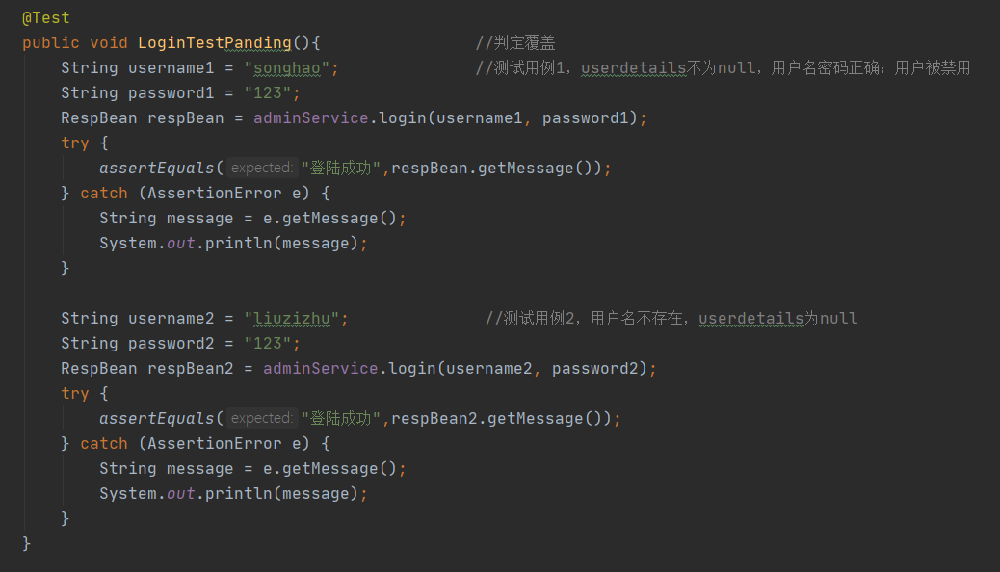 @Test
public void LoginTestPanding(){ //判定覆盖
String username1 = "songhao"; //测试用例1，userdetails不为null，用户名密码正确；用户被禁用
String password1 = "123";
RespBean respBean = adminService.login(username1, password1);
try {
assertEquals( expected: "登陆成功",respBean.getMessage());
} catch (AssertionError e) {
String message = e.getMessage();
System.out.println(message);
}
String username2 = "liuzizhu"; //测试用例2，用户名不存在，userdetails为null
String password2 = "123";
RespBean respBean2 = adminService.login(username2, password2);
try {
assertEquals( expected: "登陆成功",respBean2.getMessage());
} catch (AssertionError e) {
String message = e.getMessage();
System.out.println(message);
}
}